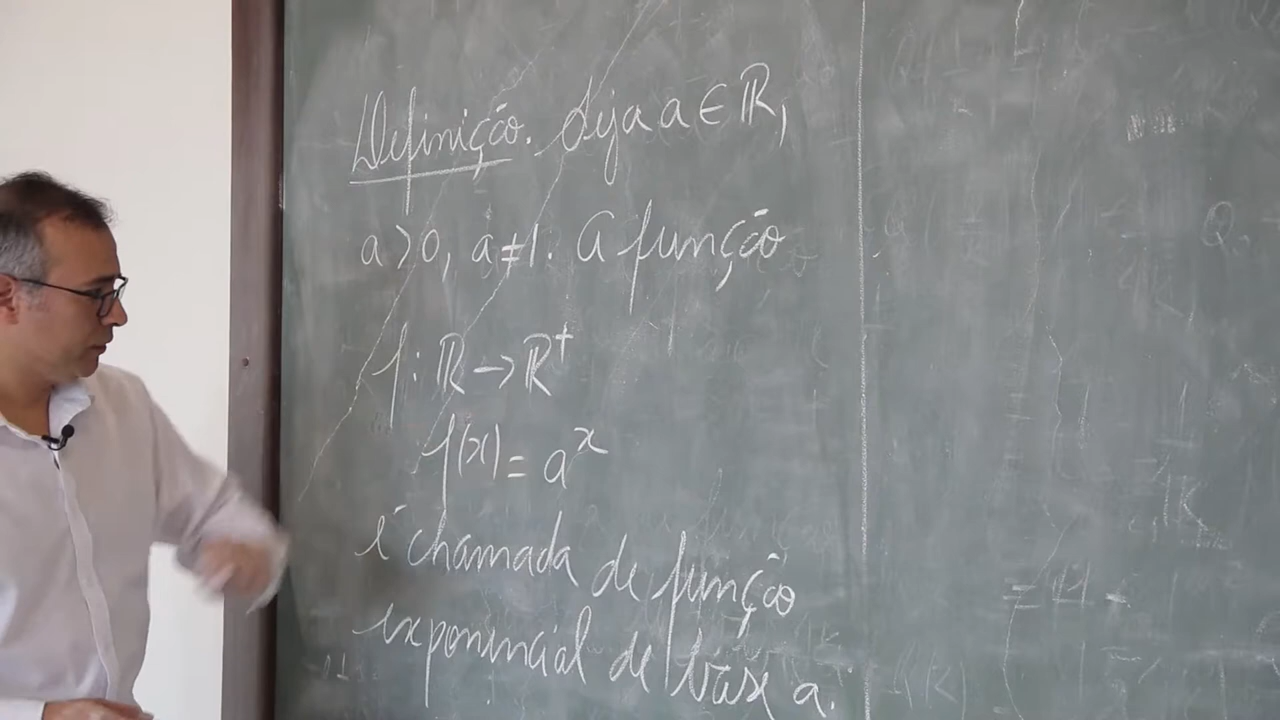 Definição. Seja a ∈ ℝ,
a > 0, a ≠ 1. A função
f: ℝ → ℝ⁺
f(x) = aˣ
é chamada de função
exponencial de base a.